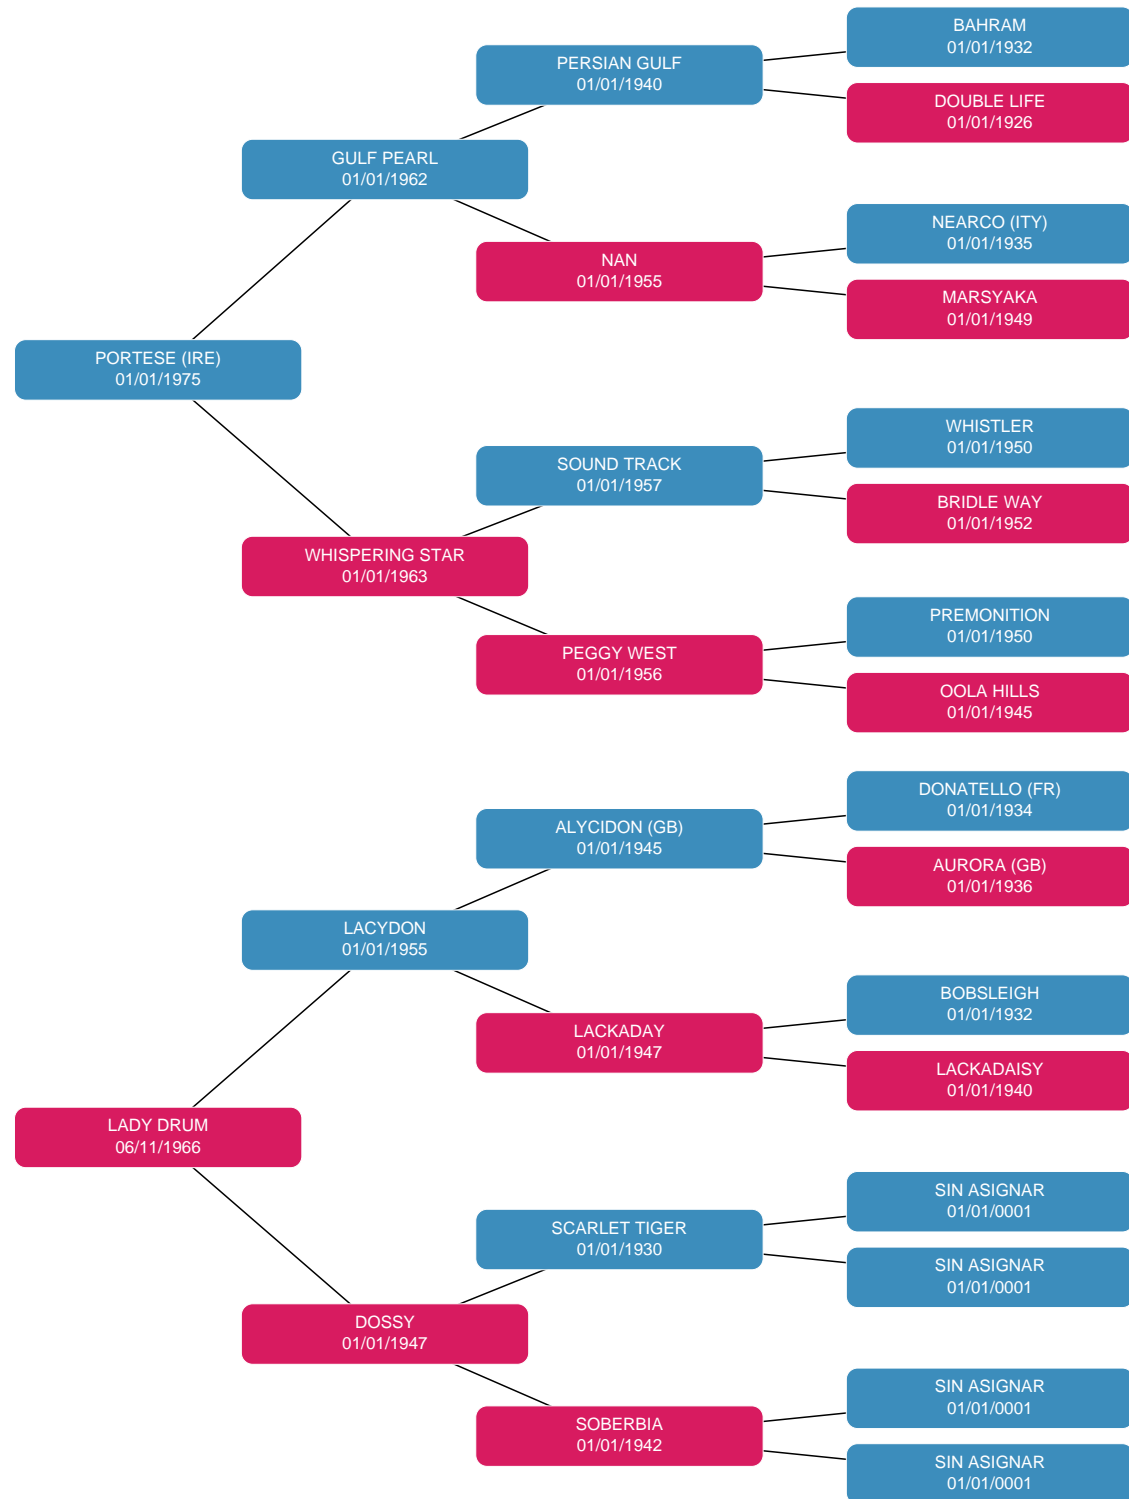 BAHRAM
01/01/1932
PERSIAN GULF
01/01/1940
DOUBLE LIFE
01/01/1926
GULF PEARL
01/01/1962
NEARCO (ITY)
01/01/1935
NAN
01/01/1955
MARSYAKA
01/01/1949
PORTESE (IRE)
01/01/1975
WHISTLER
01/01/1950
SOUND TRACK
01/01/1957
BRIDLE WAY
01/01/1952
WHISPERING STAR
01/01/1963
PREMONITION
01/01/1950
PEGGY WEST
01/01/1956
OOLA HILLS
01/01/1945
DONATELLO (FR)
01/01/1934
ALYCIDON (GB)
01/01/1945
AURORA (GB)
01/01/1936
LACYDON
01/01/1955
BOBSLEIGH
01/01/1932
LACKADAY
01/01/1947
LACKADAISY
01/01/1940
LADY DRUM
06/11/1966
SIN ASIGNAR
01/01/0001
SCARLET TIGER
01/01/1930
SIN ASIGNAR
01/01/0001
DOSSY
01/01/1947
SIN ASIGNAR
01/01/0001
SOBERBIA
01/01/1942
SIN ASIGNAR
01/01/0001